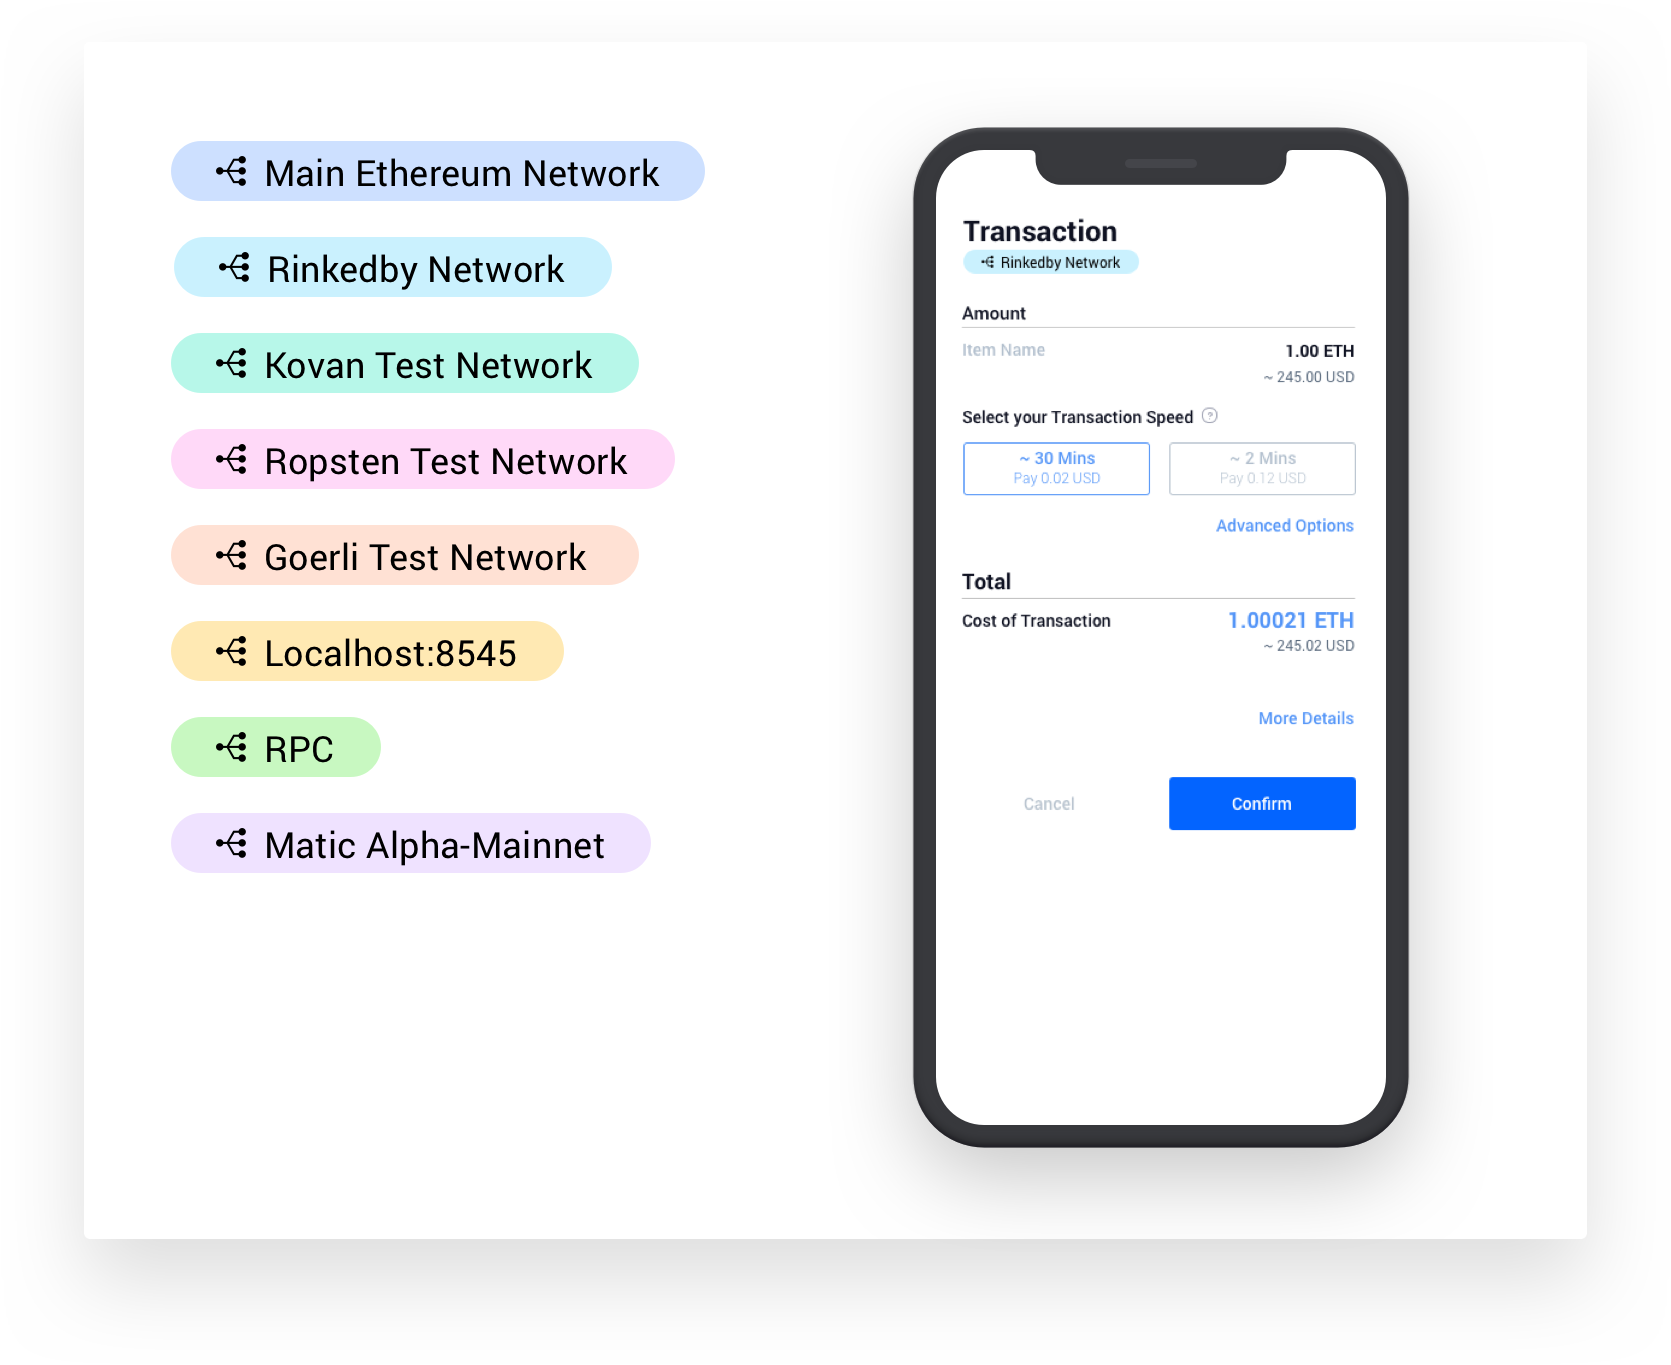 Main Ethereum Network
Rinkedby Network
Kovan Test Network
Ropsten Test Network
Goerli Test Network
Localhost:8545
RPC
Matic Alpha-Mainnet
Transaction
Rinkedby Network
Amount
Item Name 1.00 ETH
~ 245.00 USD
Select your Transaction Speed ?
~ 30 Mins ~ 2 Mins
Pay 0.02 USD Pay 0.12 USD
Advanced Options
Total
Cost of Transaction 1.00021 ETH
~ 245.02 USD
More Details
Cancel Confirm